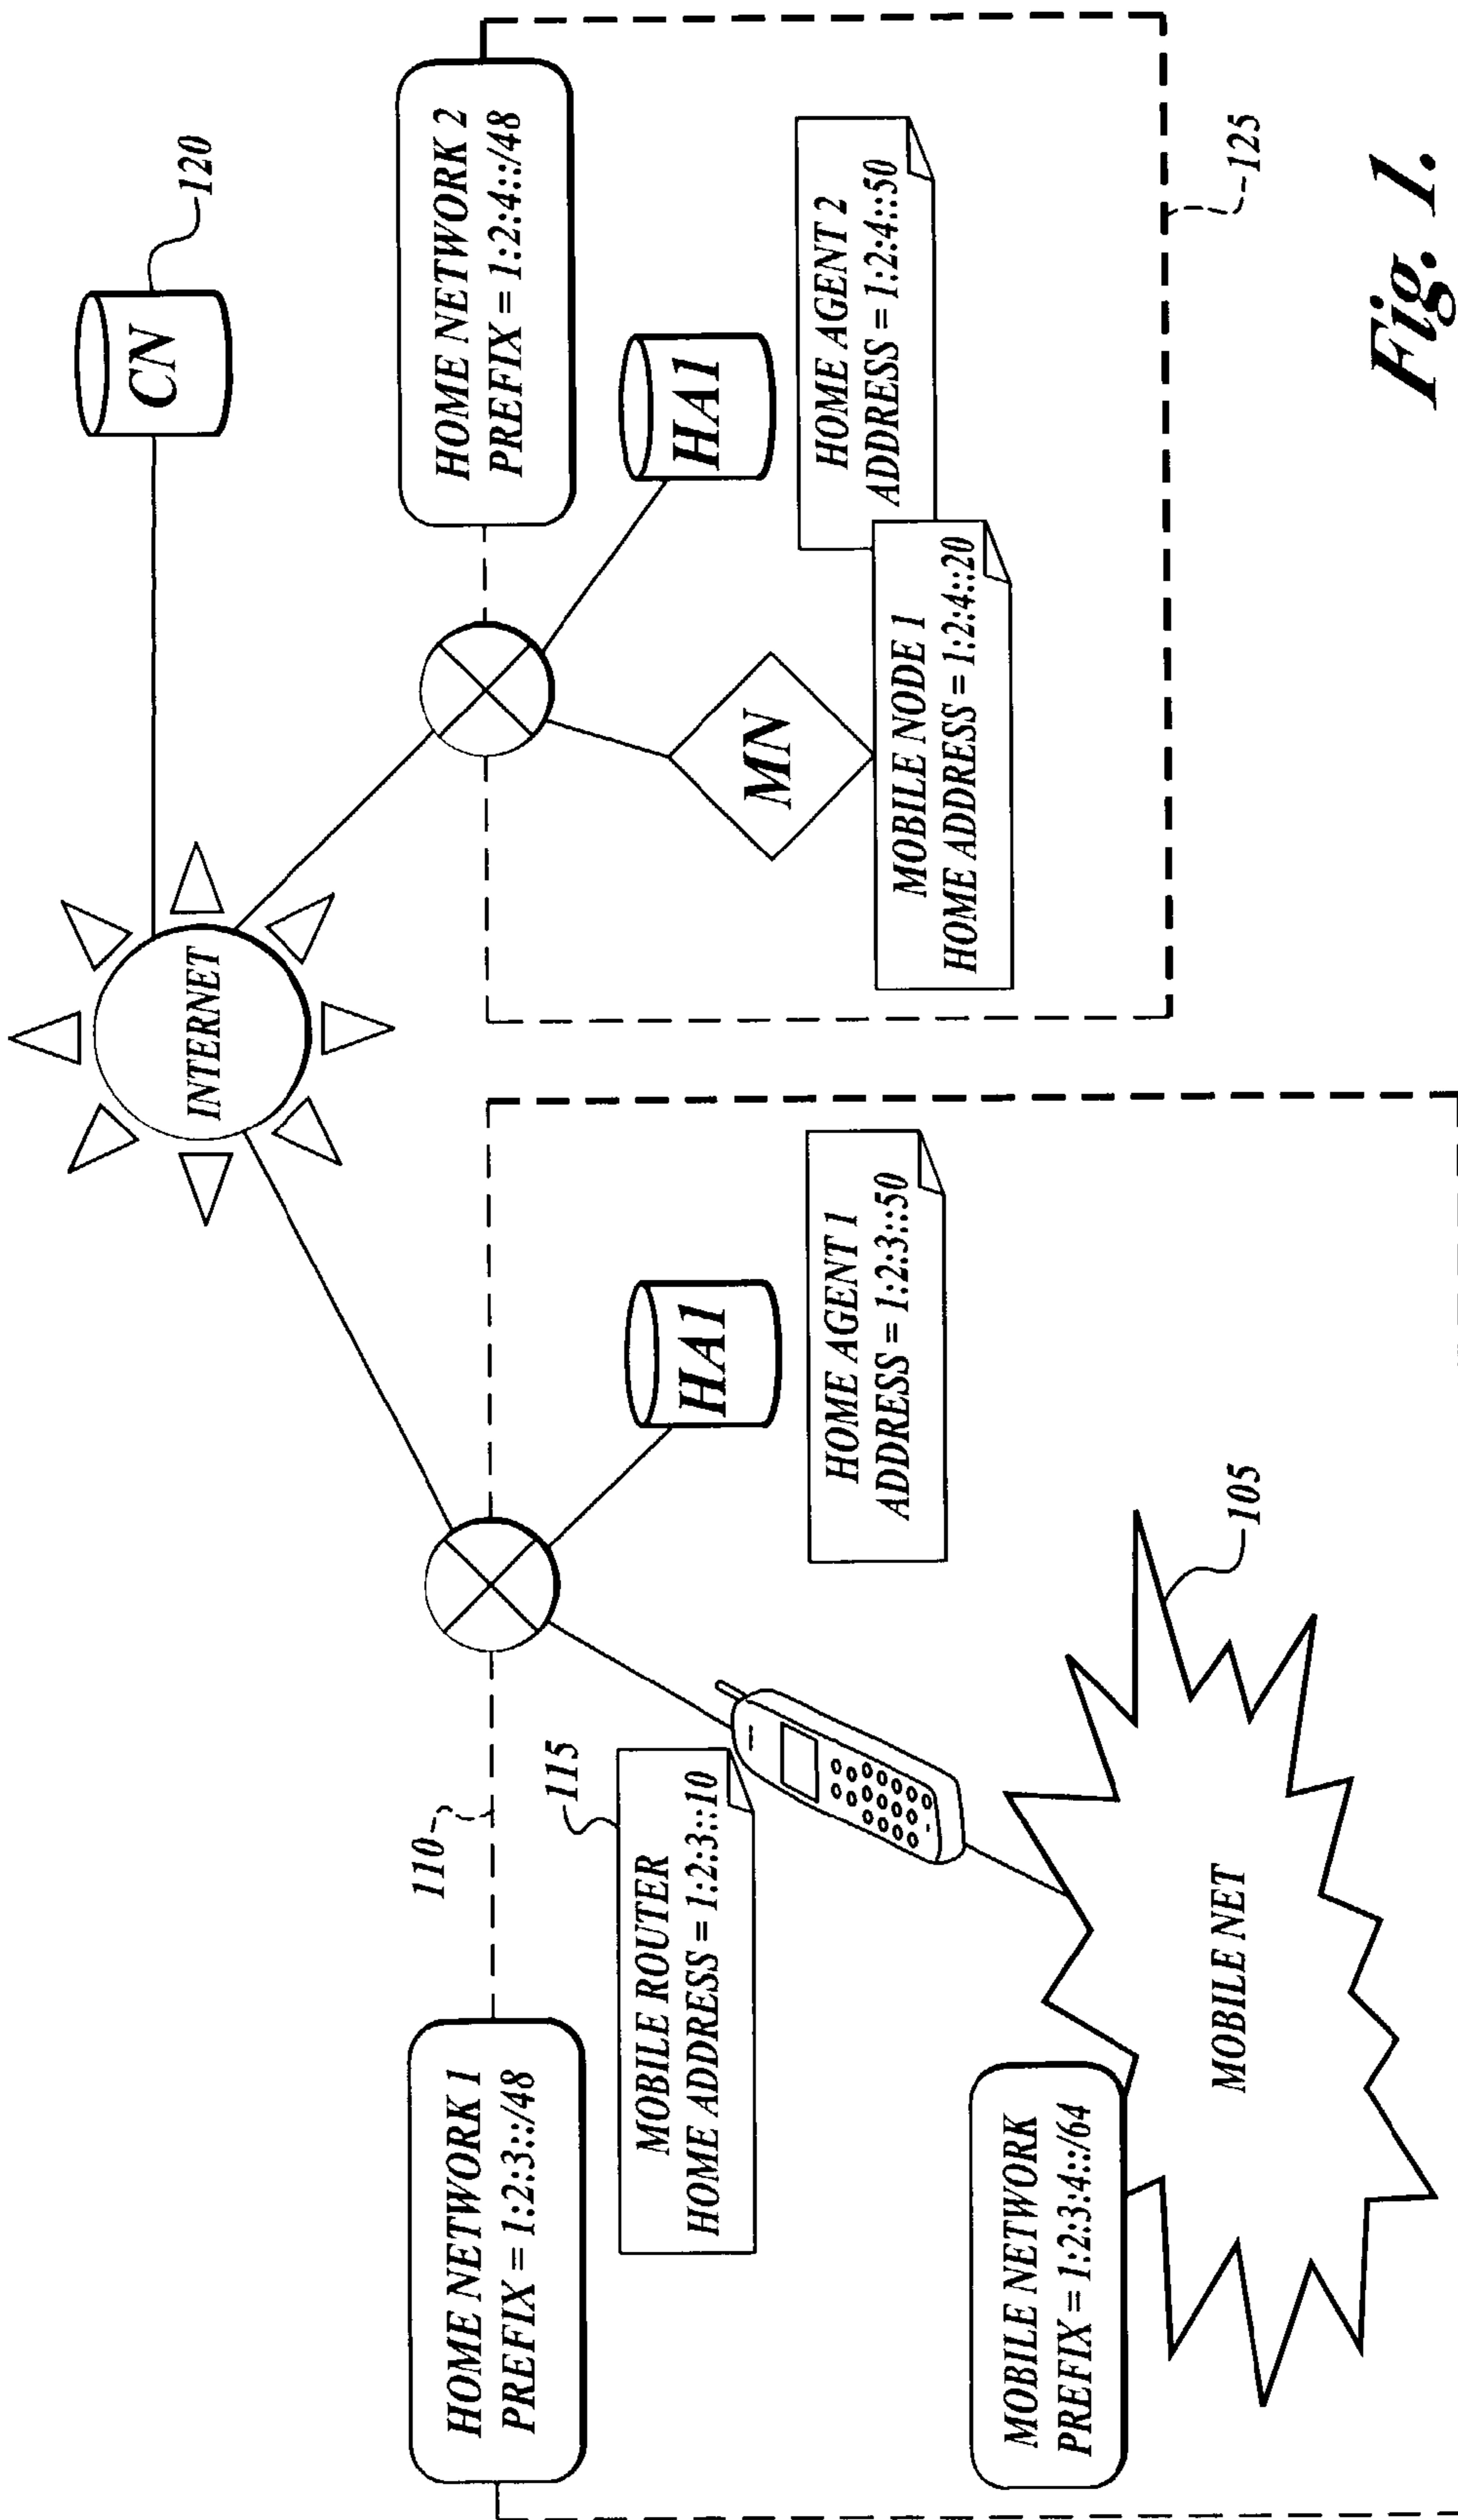 INTERNET
CN
120
HOME NETWORK 1
PREFIX = 1:2:3::/48
110
HOME NETWORK 2
PREFIX = 1:2:4::/48
115
MOBILE ROUTER
HOME ADDRESS = 1:2:3::10
HA1
HOME AGENT 1
ADDRESS = 1:2:3::50
MN
HA1
HOME AGENT 2
ADDRESS = 1:2:4::50
MOBILE NODE 1
HOME ADDRESS = 1:2:4::20
MOBILE NETWORK
PREFIX = 1:2:3:4::/64
MOBILE NET
105
125
Fig. 1.